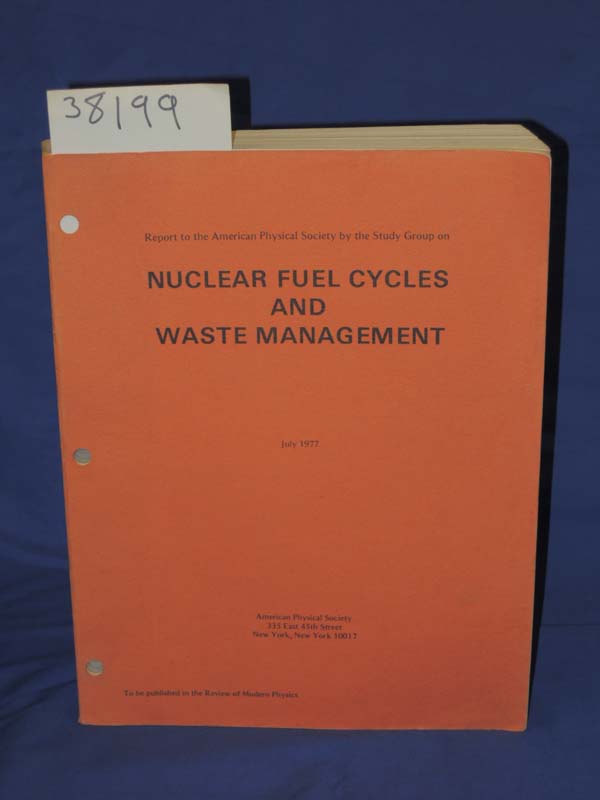 38199
Report to the American Physical Society by the Study Group on
NUCLEAR FUEL CYCLES
AND
WASTE MANAGEMENT
July 1977
American Physical Society
335 East 45th Street
New York, New York 10017
To be published in the Review of Modern Physics